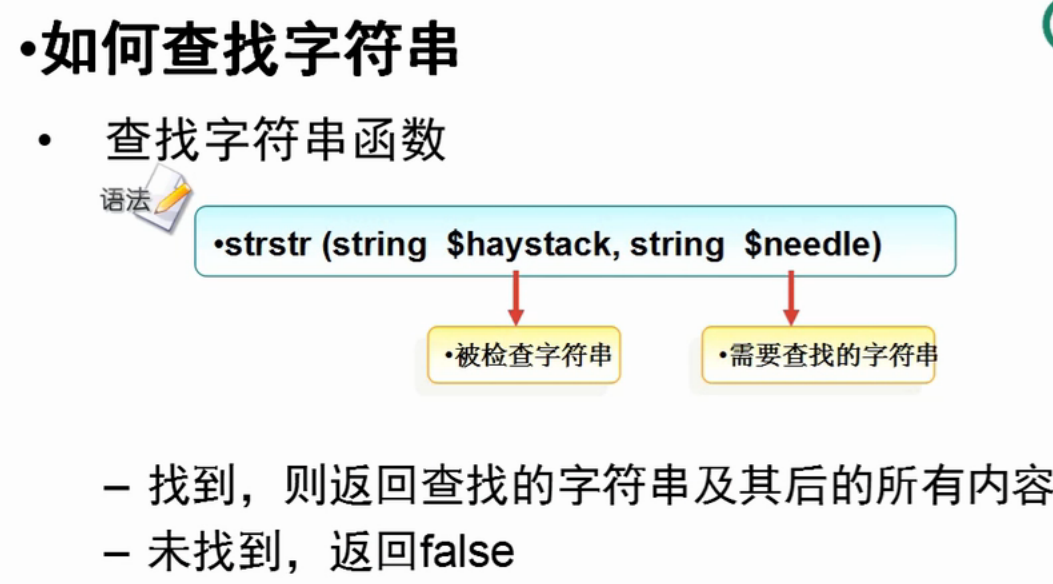 •如何查找字符串
• 查找字符串函数
语法
•strstr (string $haystack, string $needle)
•被检查字符串 •需要查找的字符串
– 找到，则返回查找的字符串及其后的所有内容
– 未找到，返回false